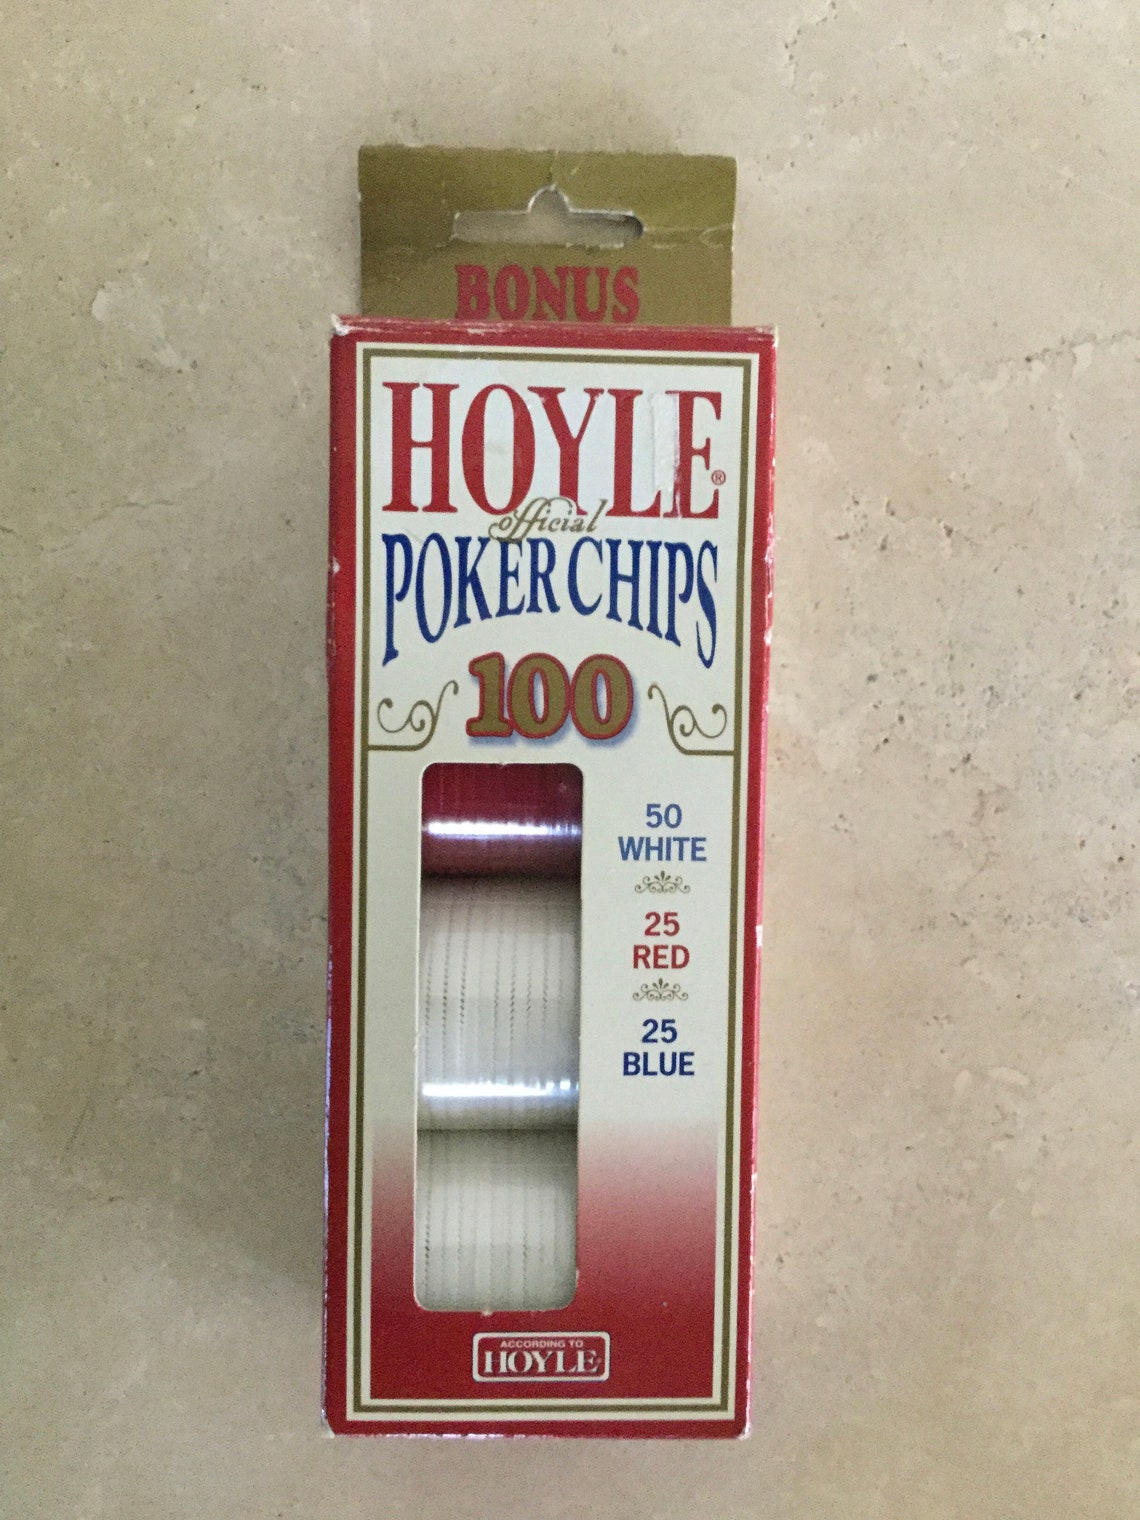 BONUS
HOYLE®
official
POKER CHIPS
100
50
WHITE
25
RED
25
BLUE
ACCORDING TO
HOYLE®